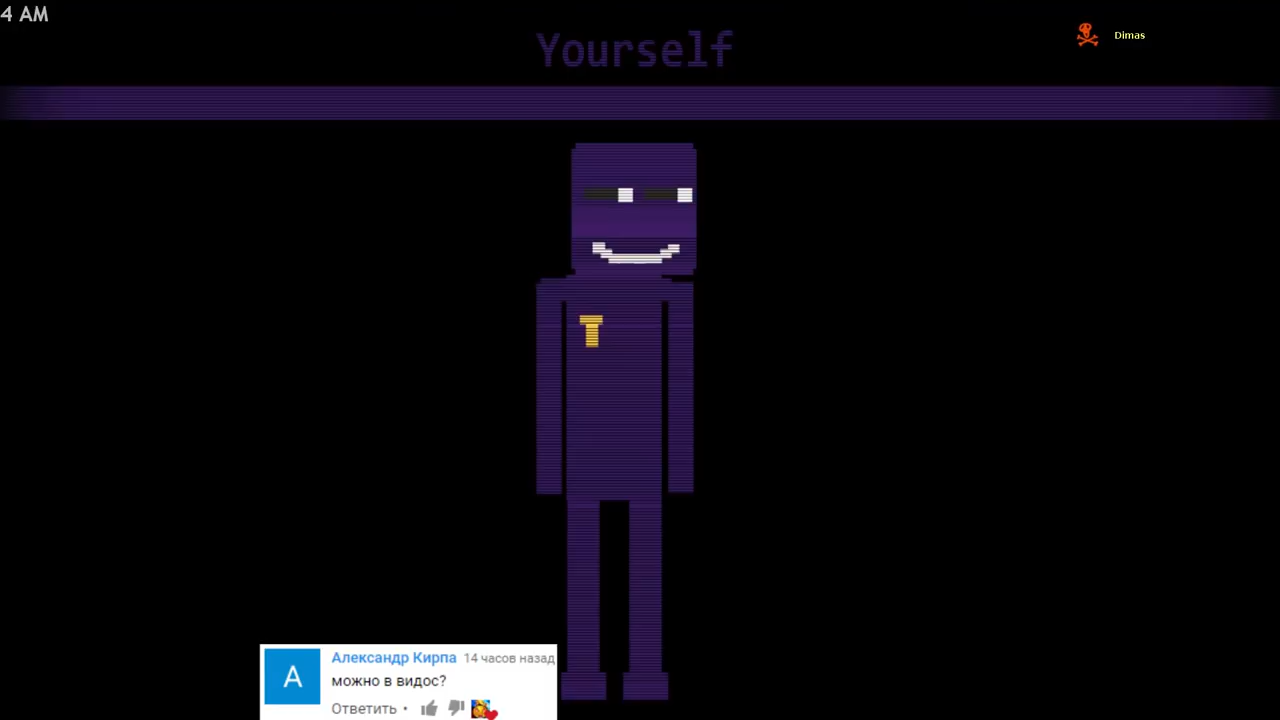 4 AM
Yourself
Dimas
А
Александр Кирпа 14 часов назад
можно в видос?
Ответить •